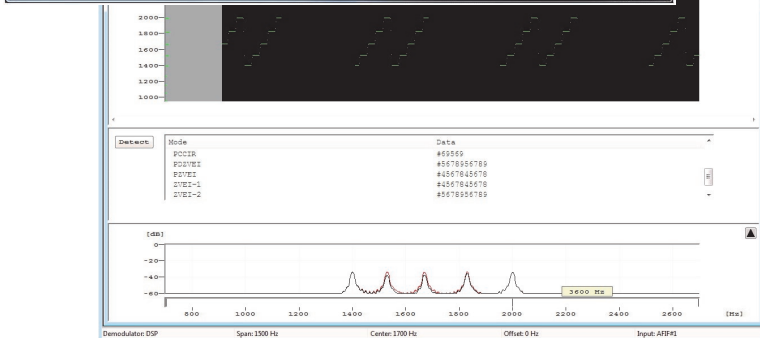 2000
1800
1600
1400
1200
1000
Detect Mode Data
PCCIR #69569
PDZVEI #5678956789
PZVEI #4567845678
ZVEI-1 #4567845678
ZVEI-2 #5678956789
[dB]
0
-20
-40
-60
3600 Hz
800 1000 1200 1400 1600 1800 2000 2200 2400 2600 [Hz]
Demodulator: DSP Span: 1500 Hz Center: 1700 Hz Offset: 0 Hz Input: AFIF#1